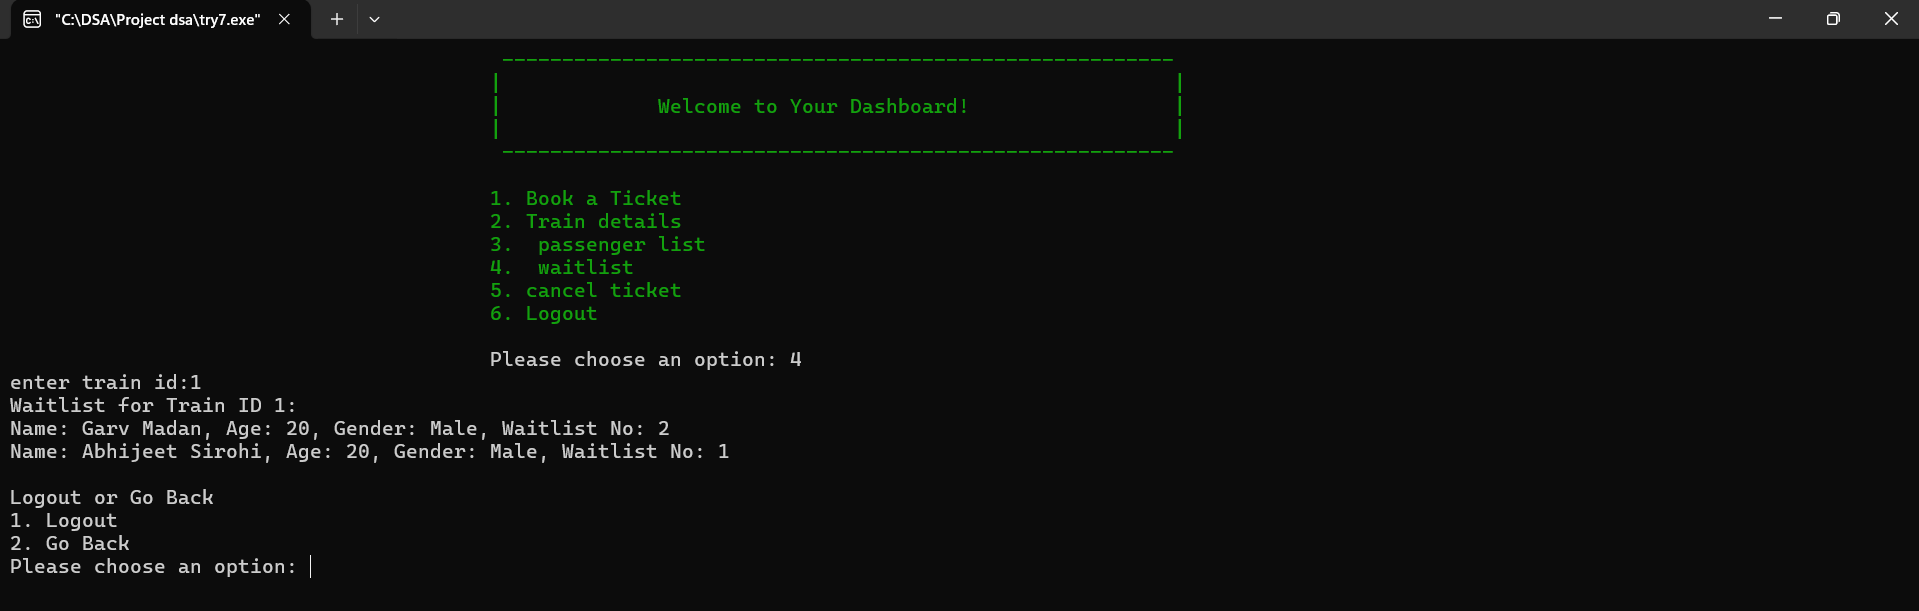 "C:\DSA\Project dsa\try7.exe"
Welcome to Your Dashboard!
1. Book a Ticket
2. Train details
3.  passenger list
4.  waitlist
5. cancel ticket
6. Logout
Please choose an option: 4
enter train id:1
Waitlist for Train ID 1:
Name: Garv Madan, Age: 20, Gender: Male, Waitlist No: 2
Name: Abhijeet Sirohi, Age: 20, Gender: Male, Waitlist No: 1
Logout or Go Back
1. Logout
2. Go Back
Please choose an option: